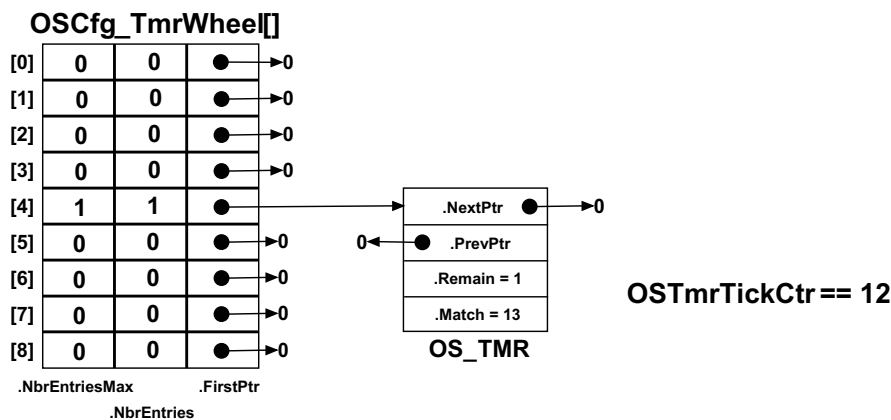 OSCfg_TmrWheel[]
[0] 0 0 0
[1] 0 0 0
[2] 0 0 0
[3] 0 0 0
[4] 1 1 .NextPtr 0
[5] 0 0 0 0 .PrevPtr
[6] 0 0 0 .Remain = 1
OSTmrTickCtr == 12
[7] 0 0 0 .Match = 13
[8] 0 0 0 OS_TMR
.NbrEntriesMax .FirstPtr
.NbrEntries